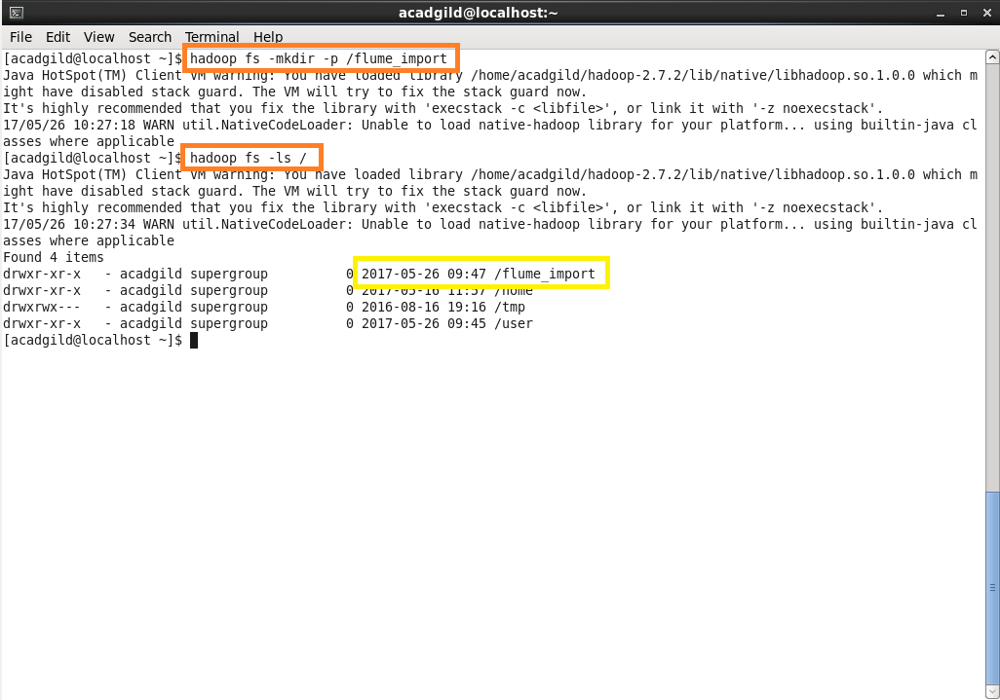 acadgild@localhost:~
File Edit View Search Terminal Help
[acadgild@localhost ~]$ hadoop fs -mkdir -p /flume_import
Java HotSpot(TM) Client VM warning: You have loaded library /home/acadgild/hadoop-2.7.2/lib/native/libhadoop.so.1.0.0 which m
ight have disabled stack guard. The VM will try to fix the stack guard now.
It's highly recommended that you fix the library with 'execstack -c <libfile>', or link it with '-z noexecstack'.
17/05/26 10:27:18 WARN util.NativeCodeLoader: Unable to load native-hadoop library for your platform... using builtin-java cl
asses where applicable
[acadgild@localhost ~]$ hadoop fs -ls /
Java HotSpot(TM) Client VM warning: You have loaded library /home/acadgild/hadoop-2.7.2/lib/native/libhadoop.so.1.0.0 which m
ight have disabled stack guard. The VM will try to fix the stack guard now.
It's highly recommended that you fix the library with 'execstack -c <libfile>', or link it with '-z noexecstack'.
17/05/26 10:27:34 WARN util.NativeCodeLoader: Unable to load native-hadoop library for your platform... using builtin-java cl
asses where applicable
Found 4 items
drwxr-xr-x   - acadgild supergroup          0 2017-05-26 09:47 /flume_import
drwxr-xr-x   - acadgild supergroup          0 2017-05-16 11:57 /home
drwxrwx---   - acadgild supergroup          0 2016-08-16 19:16 /tmp
drwxr-xr-x   - acadgild supergroup          0 2017-05-26 09:45 /user
[acadgild@localhost ~]$